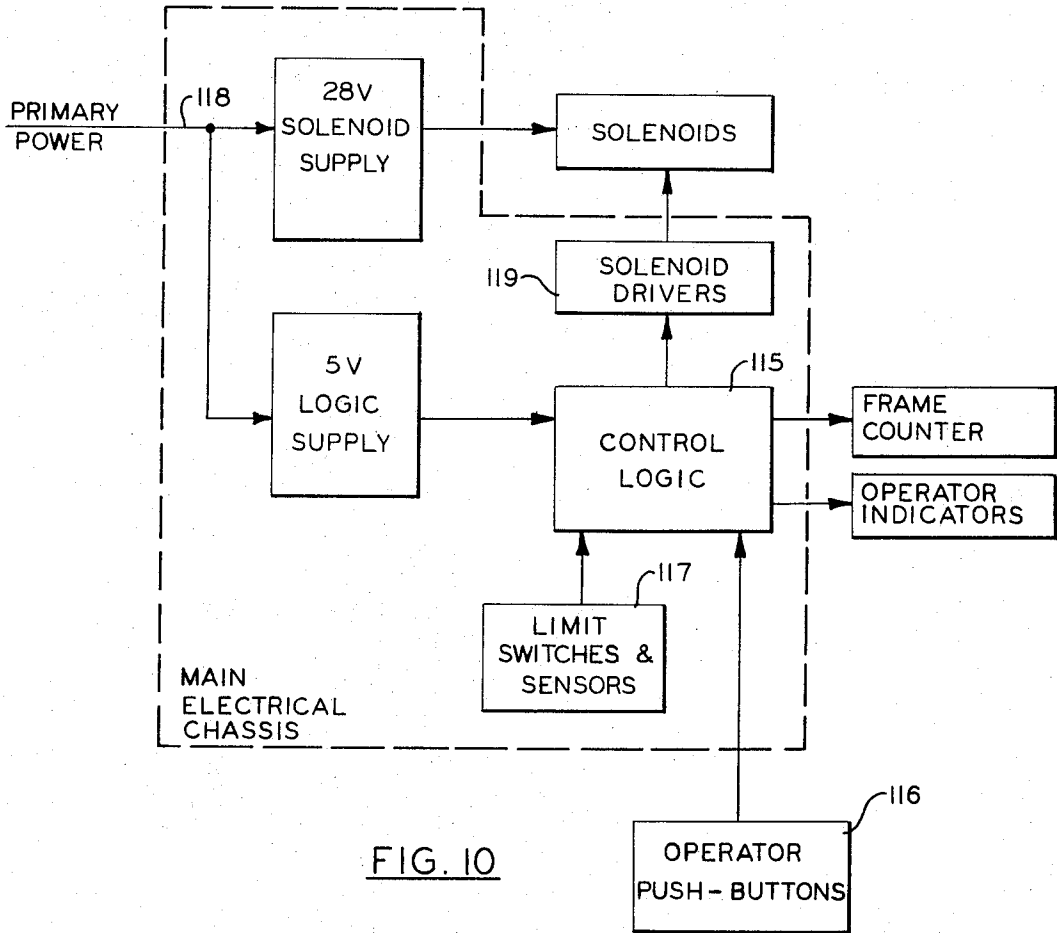 PRIMARY
POWER
118
28V
SOLENOID
SUPPLY
SOLENOIDS
119
SOLENOID
DRIVERS
5V
LOGIC
SUPPLY
115
CONTROL
LOGIC
FRAME
COUNTER
OPERATOR
INDICATORS
117
LIMIT
SWITCHES &
SENSORS
MAIN
ELECTRICAL
CHASSIS
116
OPERATOR
PUSH-BUTTONS
FIG. 10